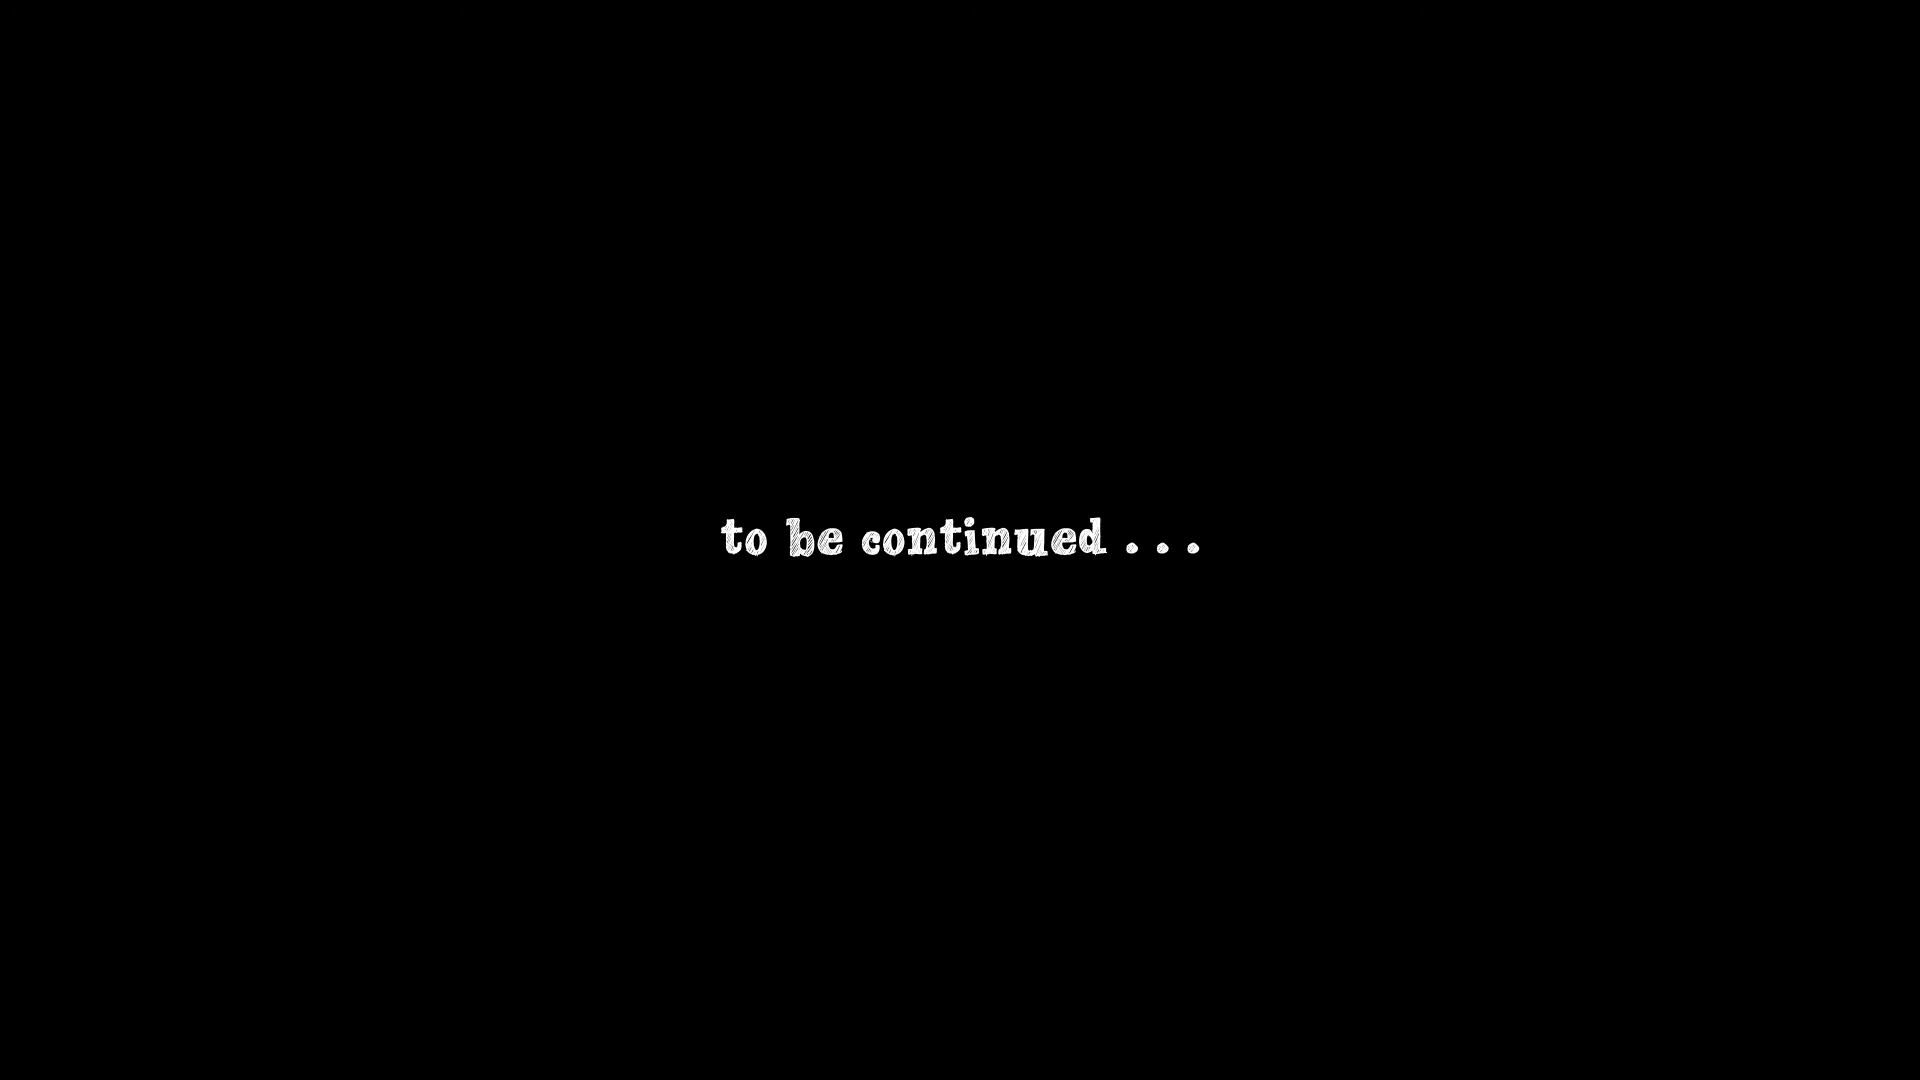 to be continued . . .